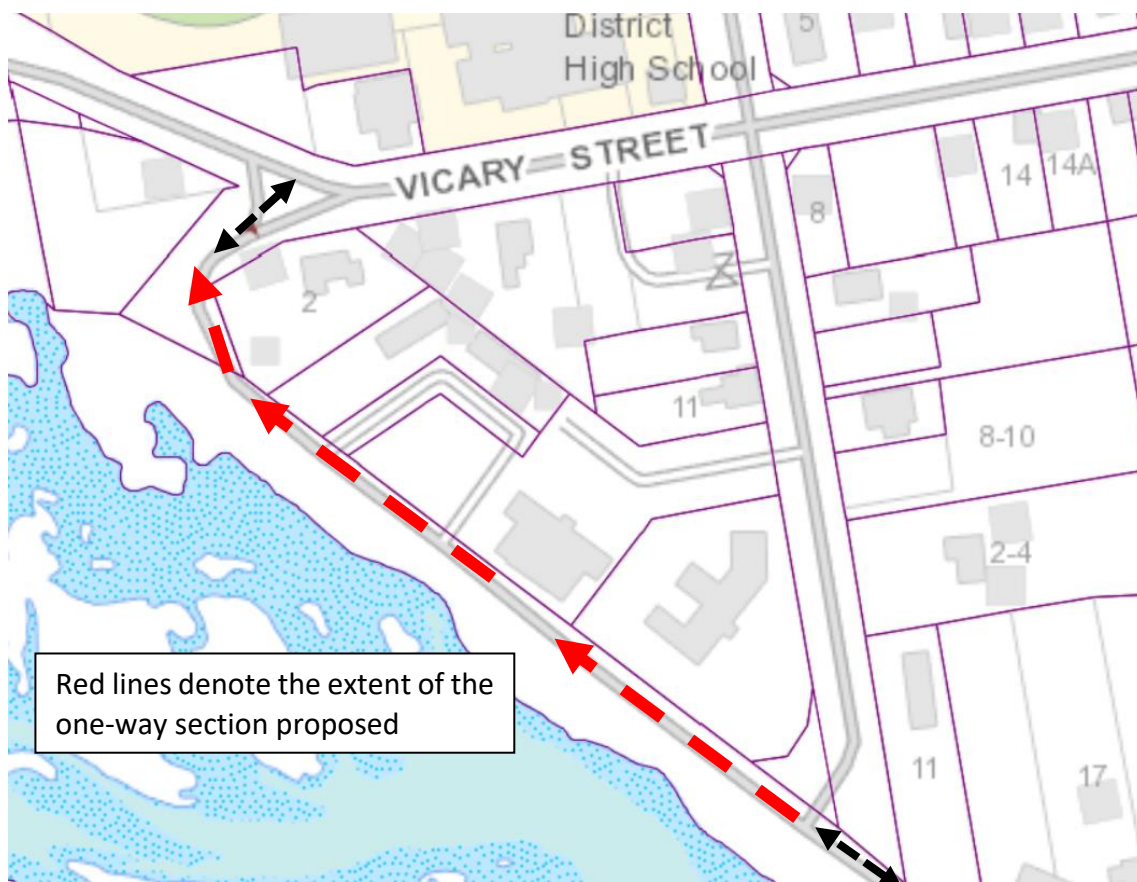 District
High School
5
VICARY STREET
14
14A
8
2
11
8-10
2-4
Red lines denote the extent of the
one-way section proposed
11
17